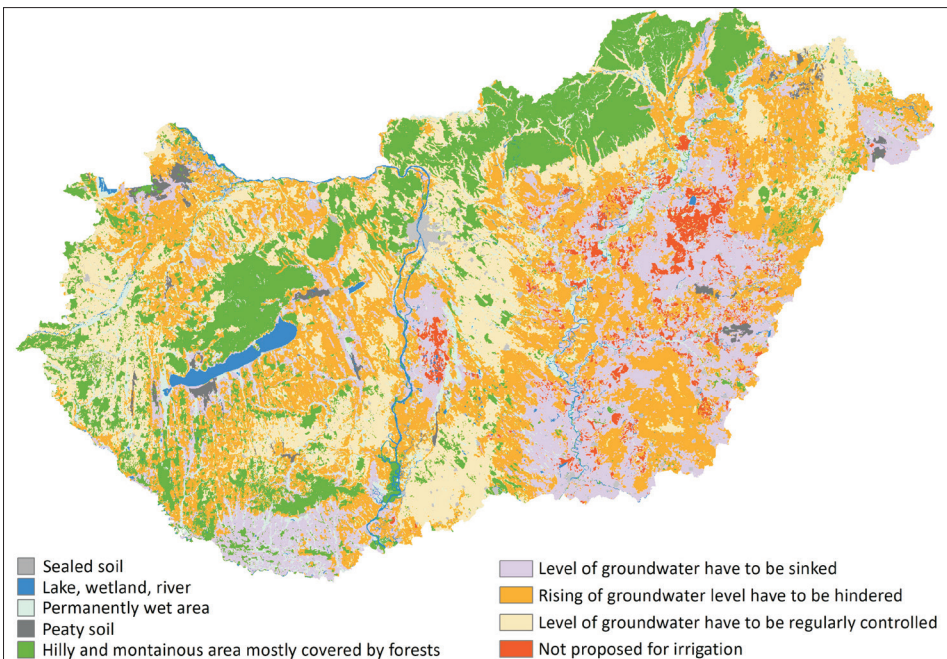 Sealed soil
Lake, wetland, river
Permanently wet area
Peaty soil
Hilly and montainous area mostly covered by forests
Level of groundwater have to be sinked
Rising of groundwater level have to be hindered
Level of groundwater have to be regularly controlled
Not proposed for irrigation